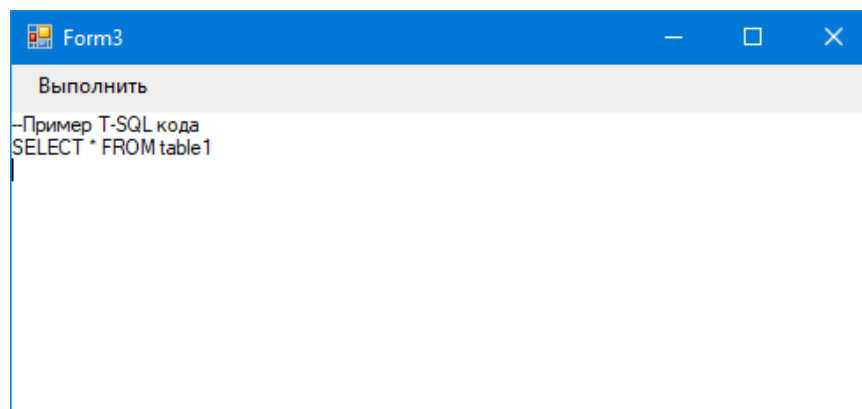 Form3
Выполнить
--Пример T-SQL кода
SELECT * FROM table1